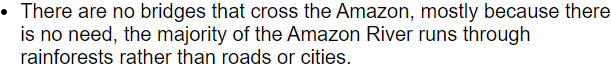 • There are no bridges that cross the Amazon, mostly because there
is no need, the majority of the Amazon River runs through
rainforests rather than roads or cities.